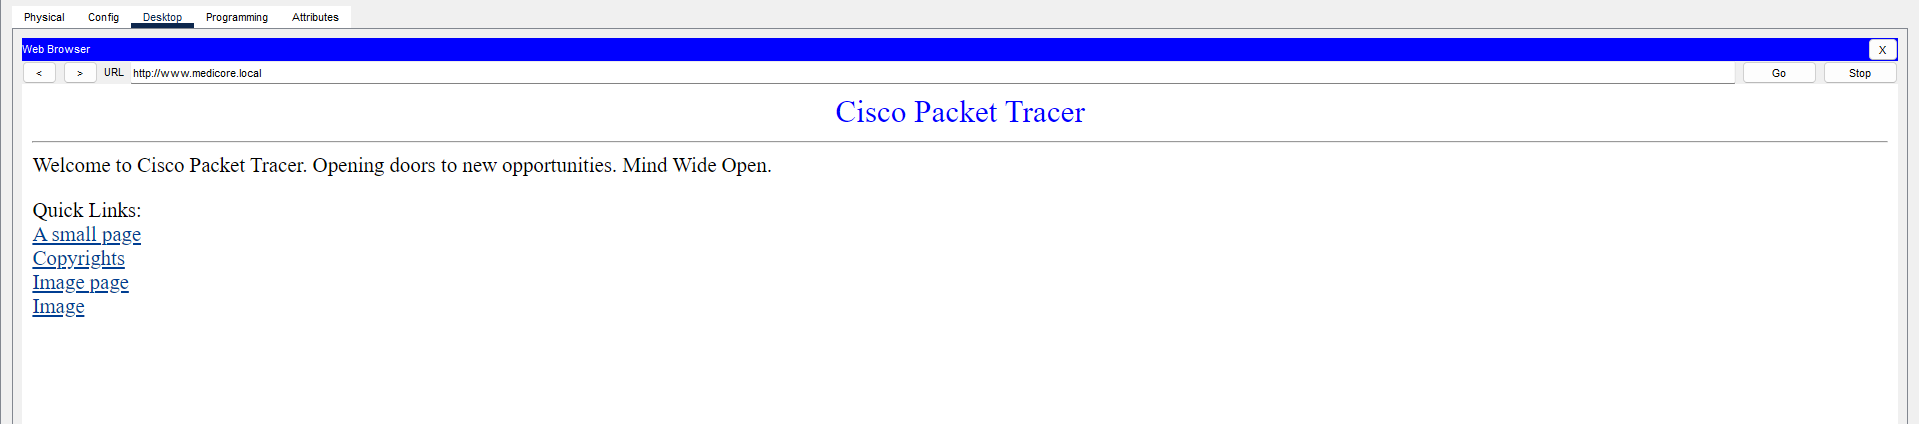 Physical Config Desktop Programming Attributes
Web Browser X
< > URL http://www.medicore.local Go Stop
Cisco Packet Tracer
Welcome to Cisco Packet Tracer. Opening doors to new opportunities. Mind Wide Open.
Quick Links:
A small page
Copyrights
Image page
Image